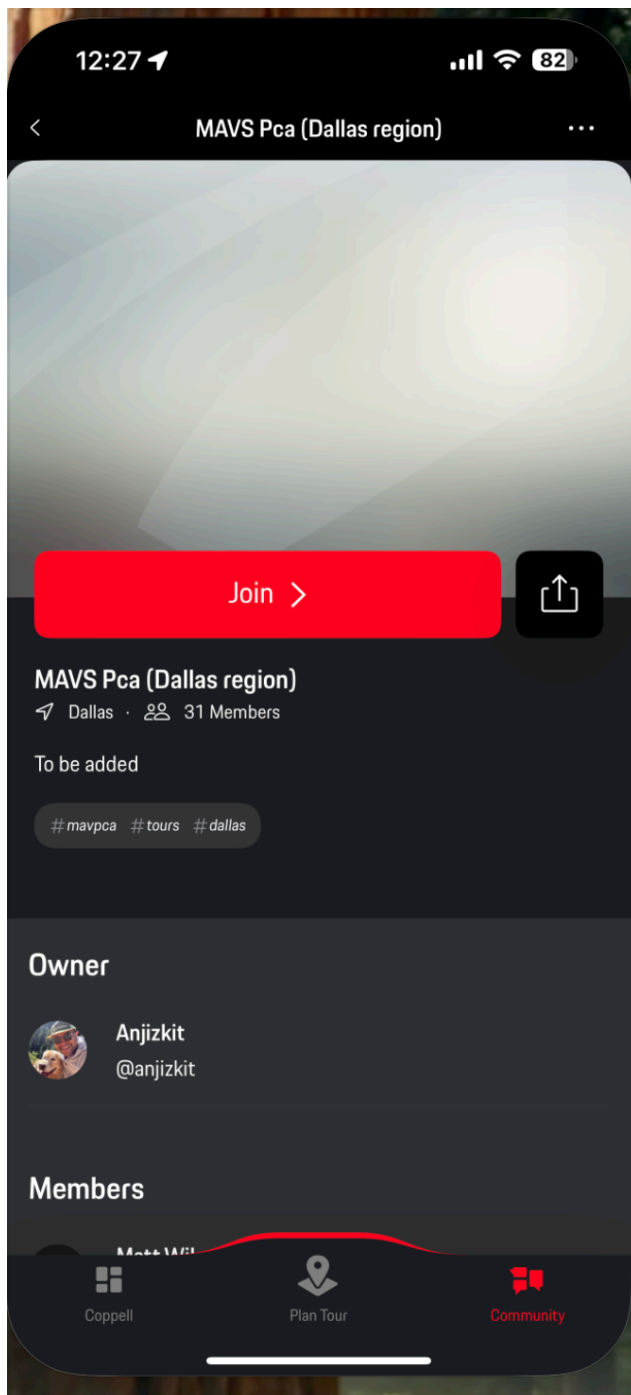 12:27
82
MAVS Pca (Dallas region)
Join
MAVS Pca (Dallas region)
Dallas · 31 Members
To be added
#mavpca #tours #dallas
Owner
Anjizkit
@anjizkit
Members
Matt
Coppell
Plan Tour
Community